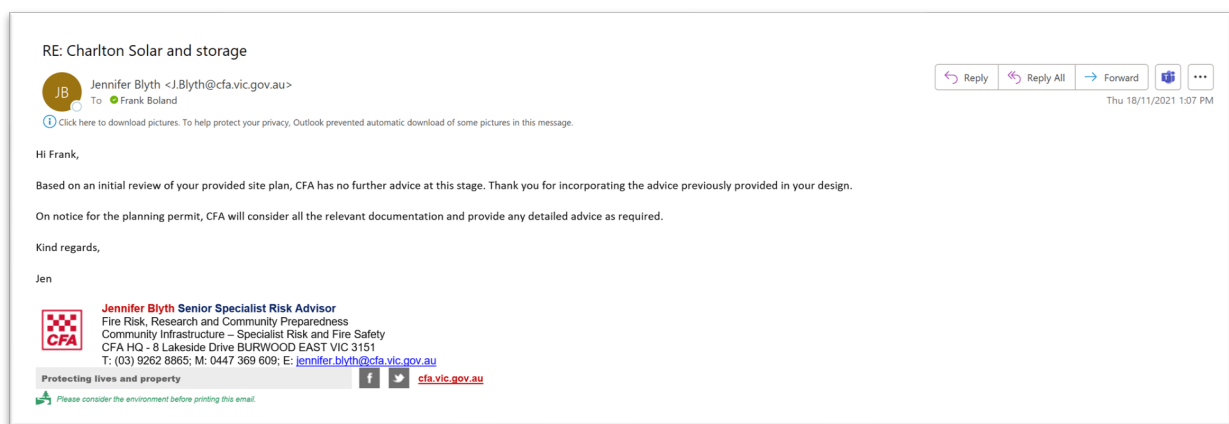 RE: Charlton Solar and storage
JB
Jennifer Blyth <J.Blyth@cfa.vic.gov.au>
To Frank Boland
Reply
Reply All
Forward
Thu 18/11/2021 1:07 PM
Click here to download pictures. To help protect your privacy, Outlook prevented automatic download of some pictures in this message.
Hi Frank,
Based on an initial review of your provided site plan, CFA has no further advice at this stage. Thank you for incorporating the advice previously provided in your design.
On notice for the planning permit, CFA will consider all the relevant documentation and provide any detailed advice as required.
Kind regards,
Jen
CFA
Jennifer Blyth Senior Specialist Risk Advisor
Fire Risk, Research and Community Preparedness
Community Infrastructure – Specialist Risk and Fire Safety
CFA HQ - 8 Lakeside Drive BURWOOD EAST VIC 3151
T: (03) 9262 8865; M: 0447 369 609; E: jennifer.blyth@cfa.vic.gov.au
Protecting lives and property
cfa.vic.gov.au
Please consider the environment before printing this email.